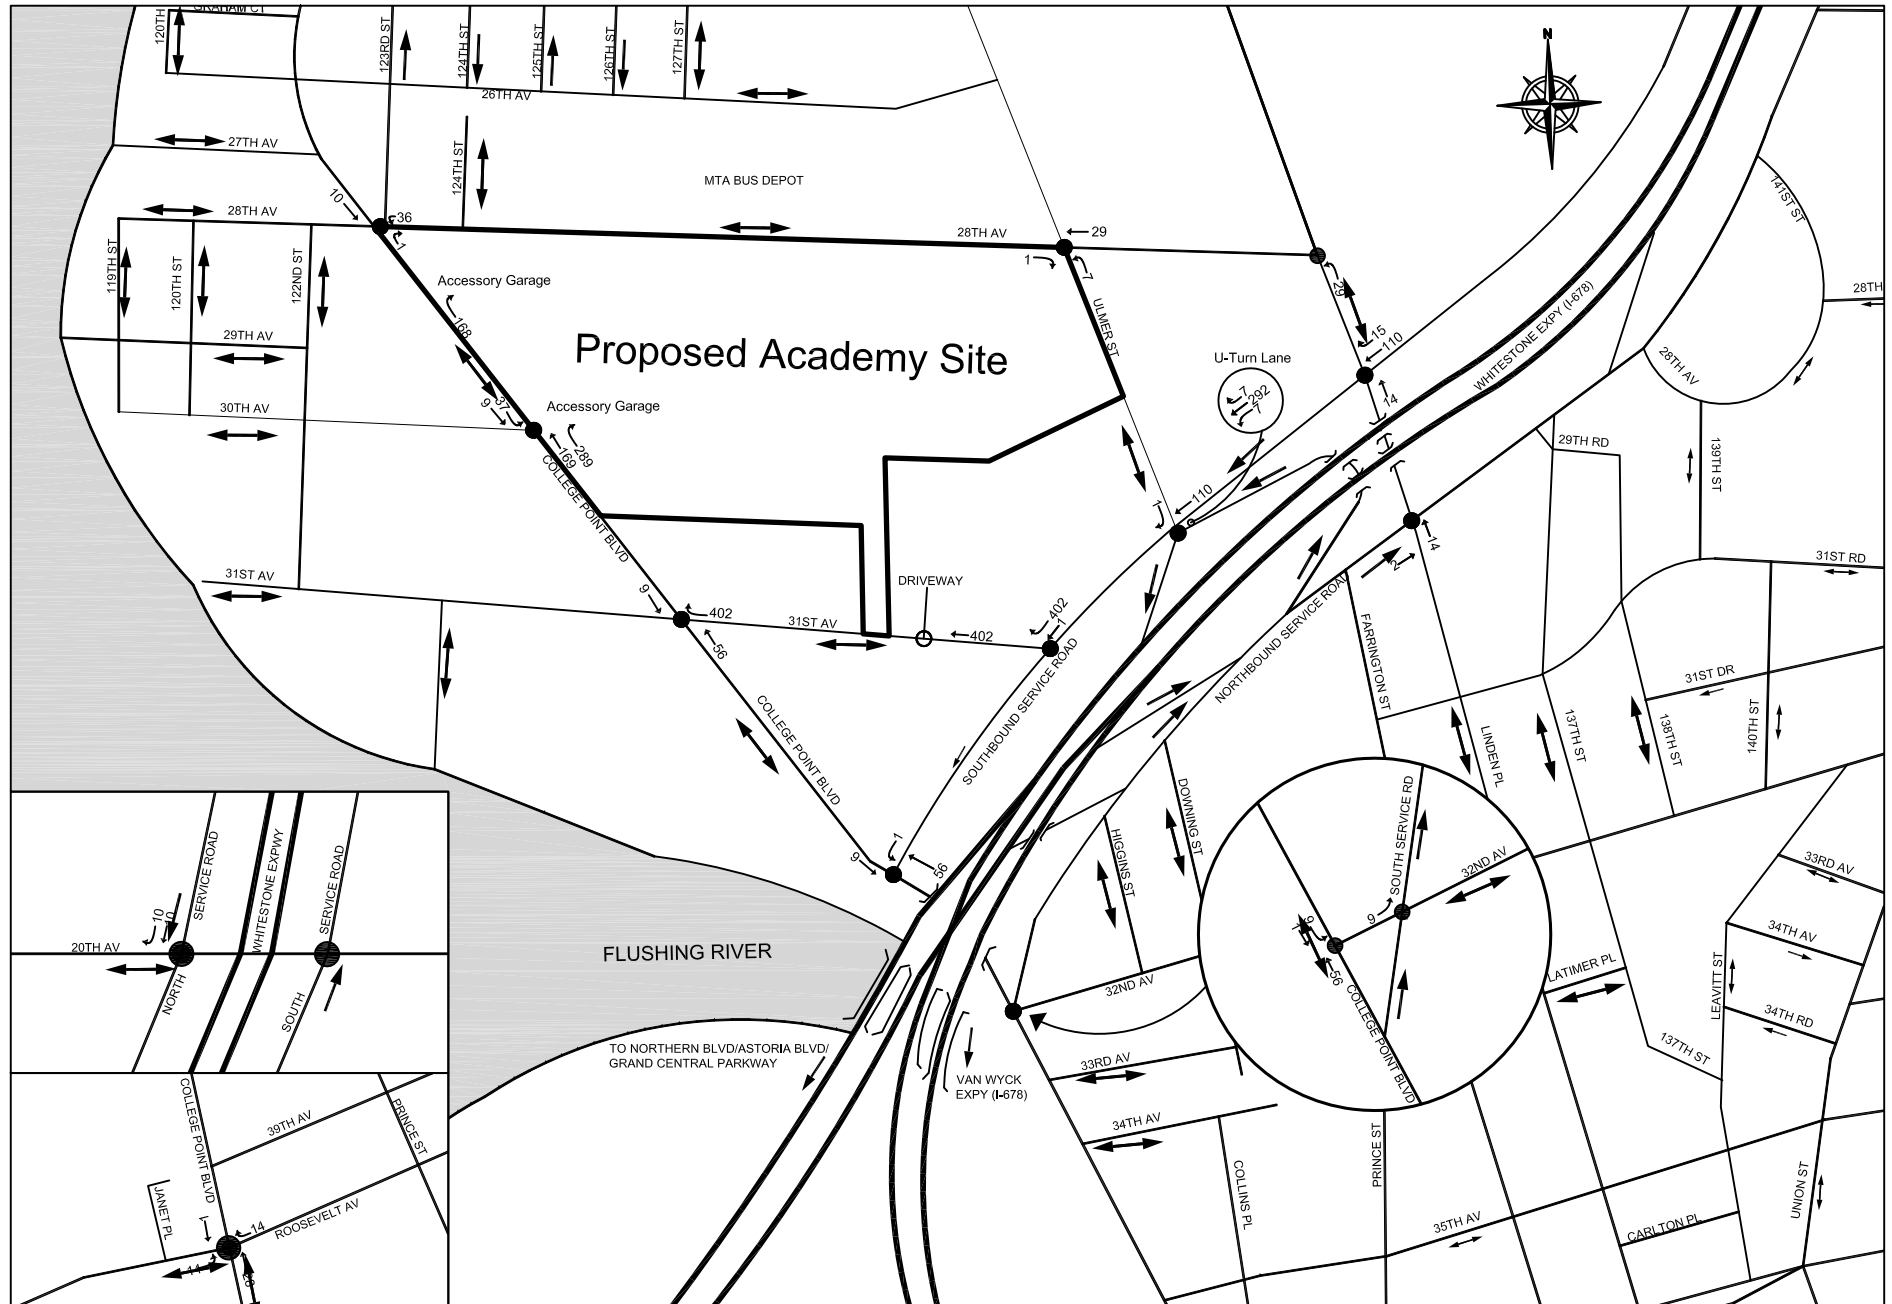 GRAHAM CT
120TH
123RD ST
124TH ST
125TH ST
126TH ST
127TH ST
26TH AV
N
27TH AV
124TH ST
MTA BUS DEPOT
141ST ST
10
36
1
28TH AV
28TH AV
29
1
7
29
28TH
119TH ST
120TH ST
122ND ST
Accessory Garage
168
ULMER ST
15
110
WHITESTONE EXPY (I-678)
29TH AV
Proposed Academy Site
U-Turn Lane
7
292
7
14
28TH AV
30TH AV
9
37
Accessory Garage
169
289
COLLEGE POINT BLVD
29TH RD
139TH ST
1
110
14
2
31ST RD
31ST AV
9
402
56
31ST AV
DRIVEWAY
402
402
1
SOUTHBOUND SERVICE ROAD
NORTHBOUND SERVICE ROAD
FARRINGTON ST
LINDEN PL
137TH ST
138TH ST
31ST DR
140TH ST
COLLEGE POINT BLVD
DOWNING ST
HIGGINS ST
9
1
56
SERVICE ROAD
WHITESTONE EXPWY
SERVICE ROAD
10
10
20TH AV
NORTH
SOUTH
FLUSHING RIVER
SOUTH SERVICE RD
32ND AV
9
9
1
56
COLLEGE POINT BLVD
33RD AV
34TH AV
LATIMER PL
LEAVITT ST
34TH RD
137TH ST
32ND AV
TO NORTHERN BLVD/ASTORIA BLVD/
GRAND CENTRAL PARKWAY
VAN WYCK
EXPY (I-678)
33RD AV
34TH AV
COLLINS PL
PRINCE ST
35TH AV
CARLTON PL
UNION ST
COLLEGE POINT BLVD
39TH AV
PRINCE ST
JANET PL
1
14
ROOSEVELT AV
14